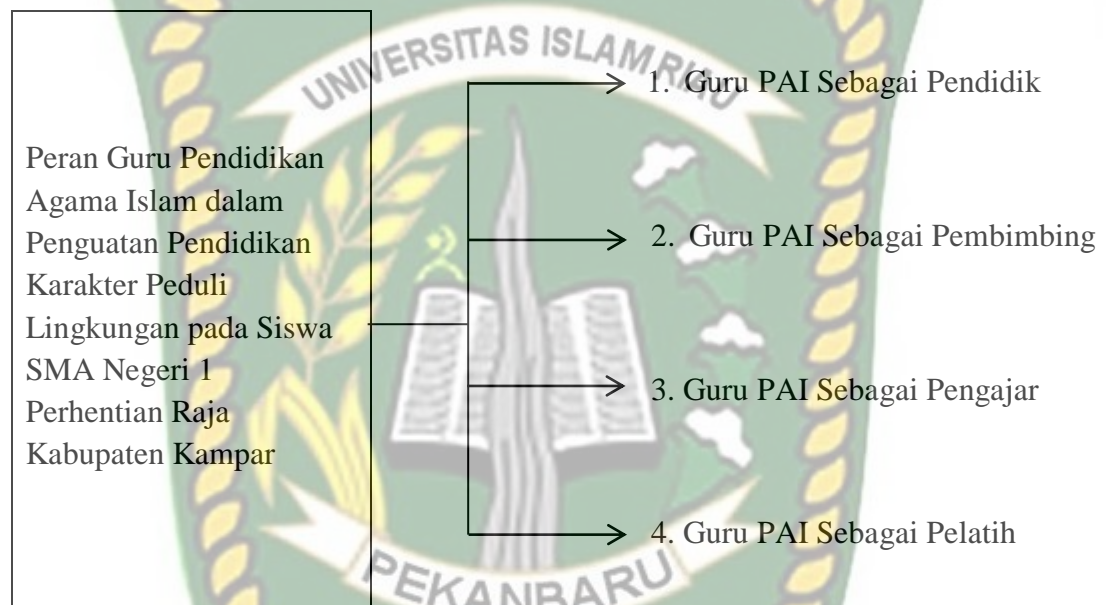 UNIVERSITAS ISLAM RIAU
Peran Guru Pendidikan
Agama Islam dalam
Penguatan Pendidikan
Karakter Peduli
Lingkungan pada Siswa
SMA Negeri 1
Perhentian Raja
Kabupaten Kampar
1. Guru PAI Sebagai Pendidik
2. Guru PAI Sebagai Pembimbing
3. Guru PAI Sebagai Pengajar
4. Guru PAI Sebagai Pelatih
PEKANBARU